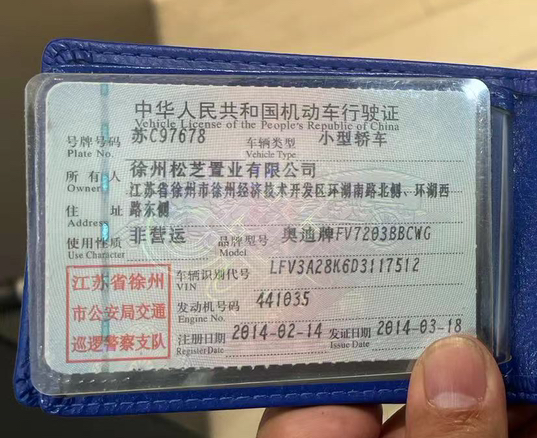 中华人民共和国机动车行驶证
Vehicle License of the People's Republic of China
号牌号码 苏C97678 车辆类型 小型轿车
Plate No. Vehicle Type
所有人 徐州松芝置业有限公司
Owner
住址 江苏省徐州市徐州经济技术开发区环湖南路北侧、环湖西
Address 路东侧
使用性质 非营运 品牌型号 奥迪牌FV7203BBCWG
Use Character Model
车辆识别代号 LFV3A28K6D3117512
VIN
发动机号码 441035
Engine No.
注册日期 2014-02-14 发证日期 2014-03-18
Register Date Issue Date
江苏省徐州
市公安局交通
巡逻警察支队